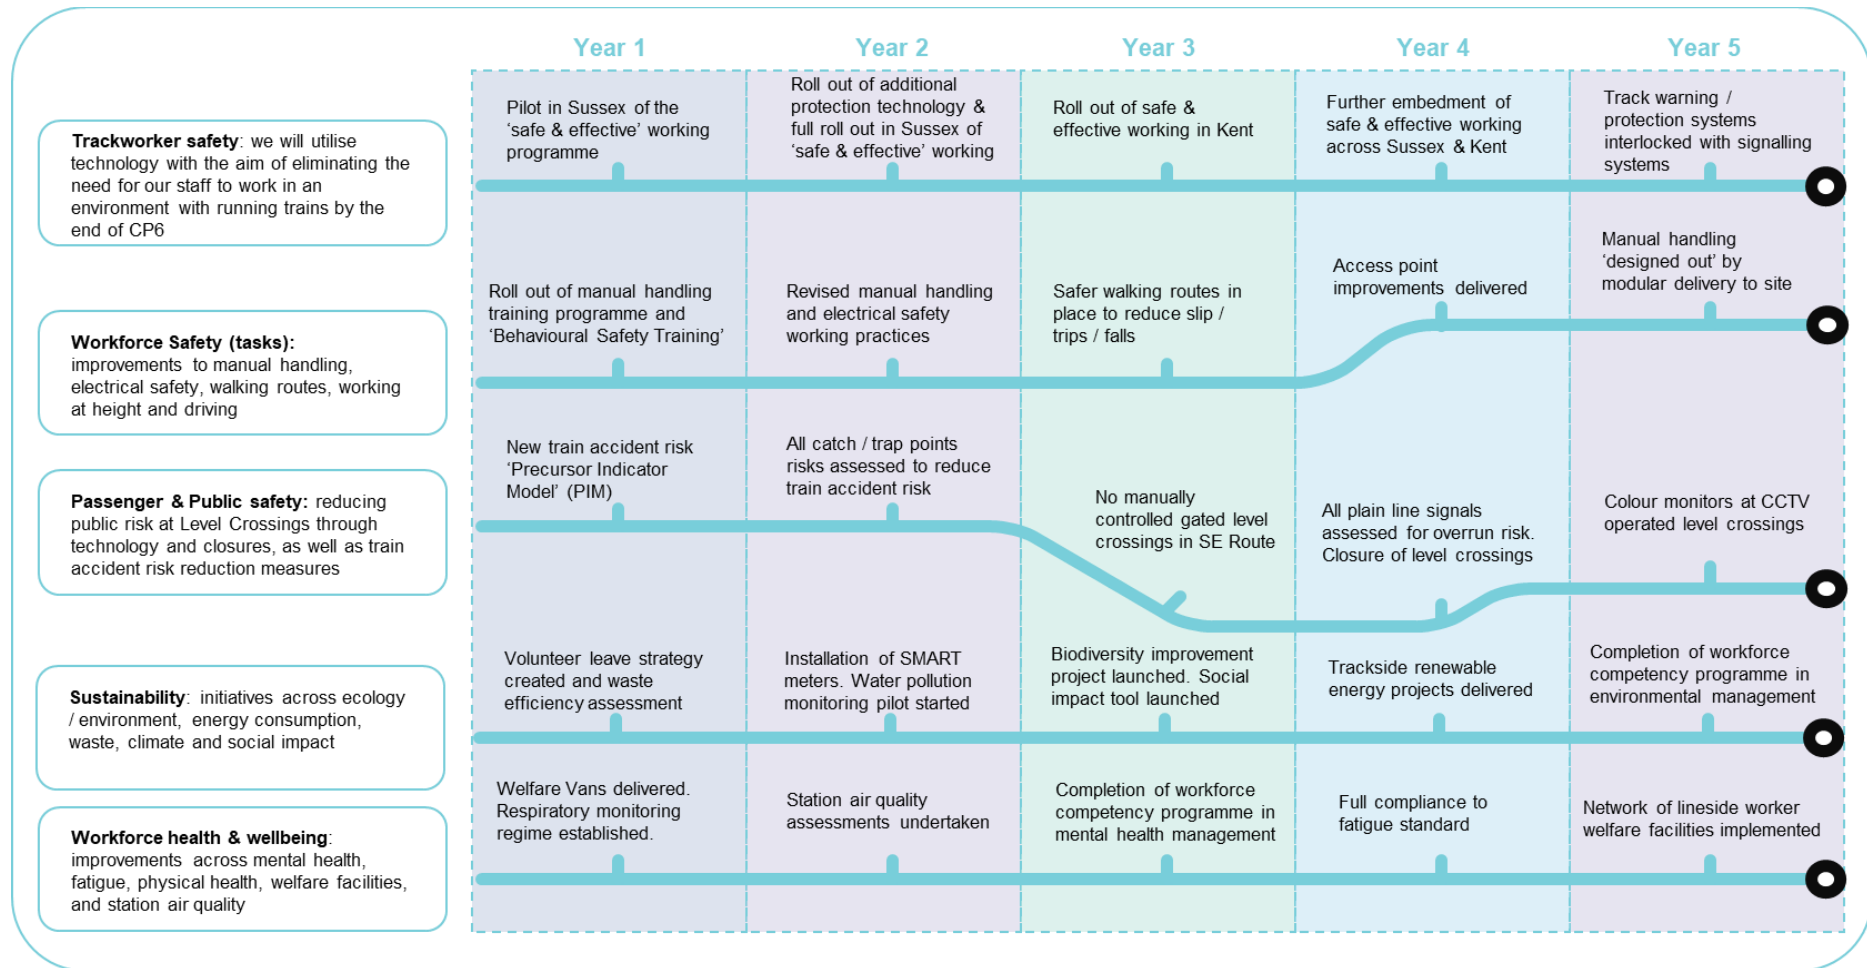 Year 1
Year 2
Year 3
Year 4
Year 5
Trackworker safety: we will utilise
technology with the aim of eliminating the
need for our staff to work in an
environment with running trains by the
end of CP6
Pilot in Sussex of the
‘safe & effective’ working
programme
Roll out of additional
protection technology &
full roll out in Sussex of
‘safe & effective’ working
Roll out of safe &
effective working in Kent
Further embedment of
safe & effective working
across Sussex & Kent
Track warning /
protection systems
interlocked with signalling
systems
Workforce Safety (tasks):
improvements to manual handling,
electrical safety, walking routes, working
at height and driving
Roll out of manual handling
training programme and
‘Behavioural Safety Training’
Revised manual handling
and electrical safety
working practices
Safer walking routes in
place to reduce slip /
trips / falls
Access point
improvements delivered
Manual handling
‘designed out’ by
modular delivery to site
Passenger & Public safety: reducing
public risk at Level Crossings through
technology and closures, as well as train
accident risk reduction measures
New train accident risk
‘Precursor Indicator
Model’ (PIM)
All catch / trap points
risks assessed to reduce
train accident risk
No manually
controlled gated level
crossings in SE Route
All plain line signals
assessed for overrun risk.
Closure of level crossings
Colour monitors at CCTV
operated level crossings
Sustainability: initiatives across ecology
/ environment, energy consumption,
waste, climate and social impact
Volunteer leave strategy
created and waste
efficiency assessment
Installation of SMART
meters. Water pollution
monitoring pilot started
Biodiversity improvement
project launched. Social
impact tool launched
Trackside renewable
energy projects delivered
Completion of workforce
competency programme in
environmental management
Workforce health & wellbeing:
improvements across mental health,
fatigue, physical health, welfare facilities,
and station air quality
Welfare Vans delivered.
Respiratory monitoring
regime established.
Station air quality
assessments undertaken
Completion of workforce
competency programme in
mental health management
Full compliance to
fatigue standard
Network of lineside worker
welfare facilities implemented